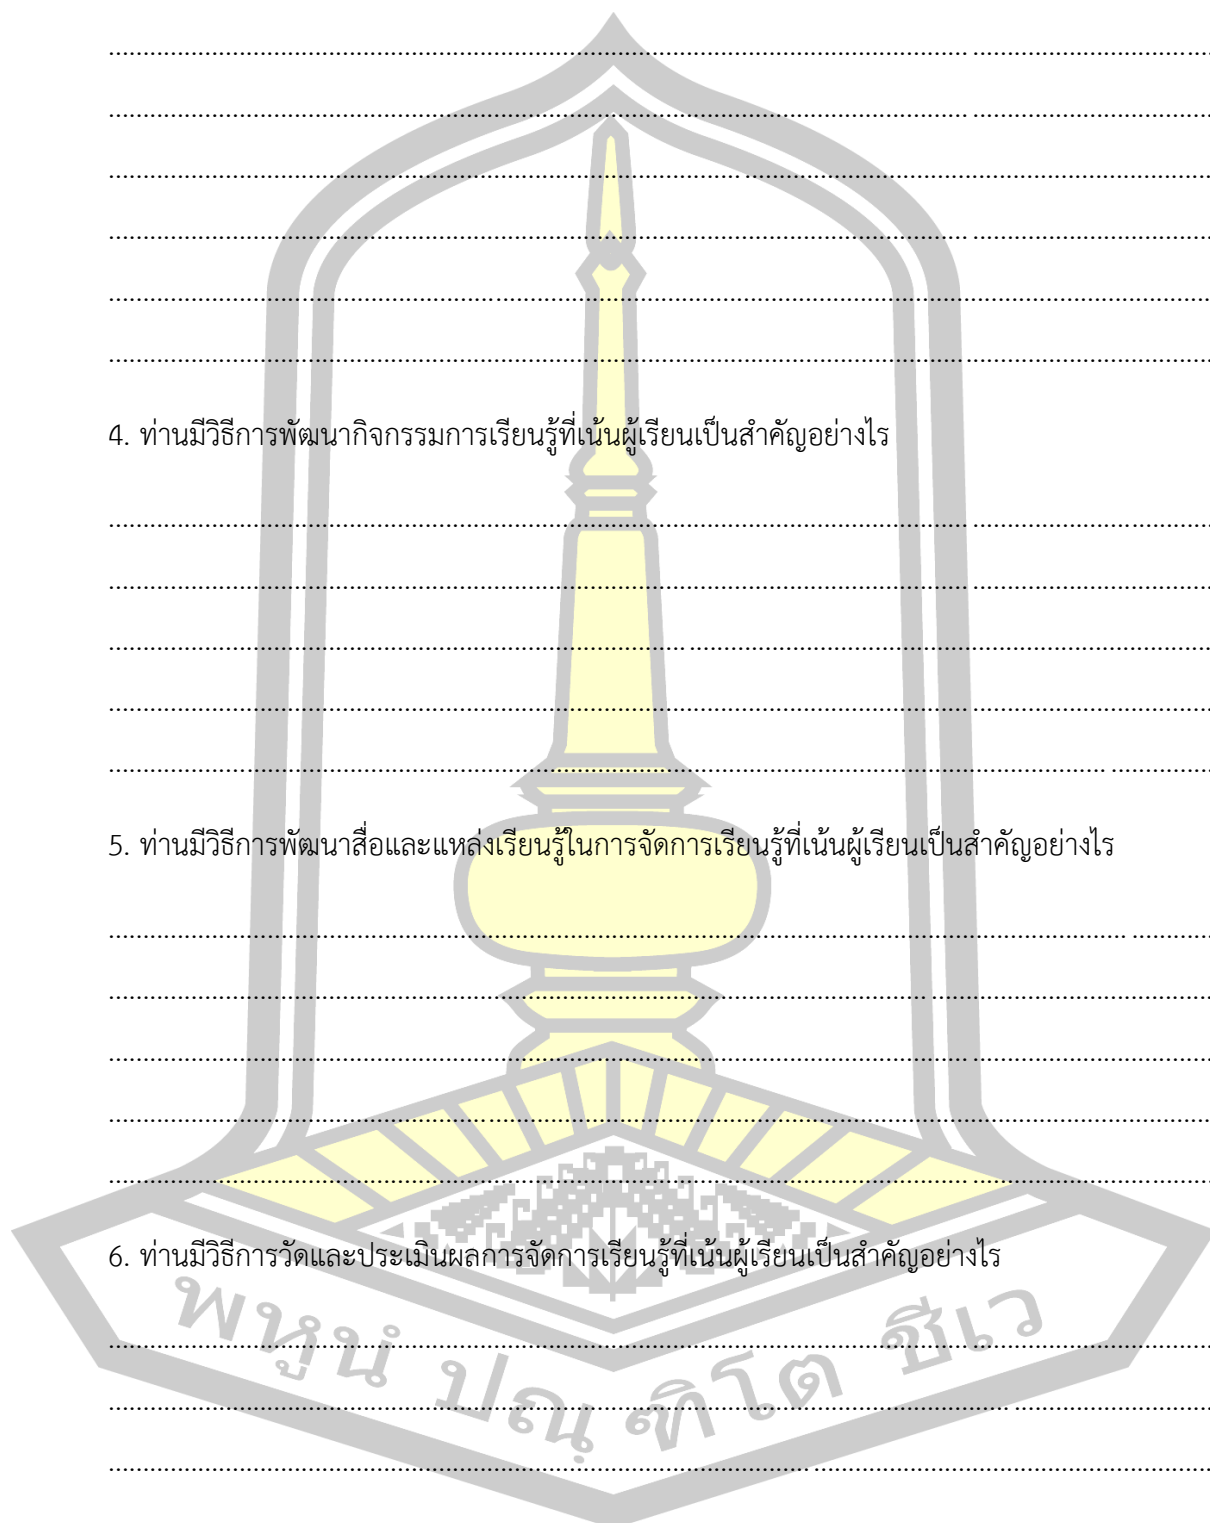 4. ท่านมีวิธีการพัฒนากิจกรรมการเรียนรู้ที่เน้นผู้เรียนเป็นสำคัญอย่างไร
5. ท่านมีวิธีการพัฒนาสื่อและแหล่งเรียนรู้ในการจัดการเรียนรู้ที่เน้นผู้เรียนเป็นสำคัญอย่างไร
6. ท่านมีวิธีการวัดและประเมินผลการจัดการเรียนรู้ที่เน้นผู้เรียนเป็นสำคัญอย่างไร
พหูนํ ปณฺฑิโต ชีเว